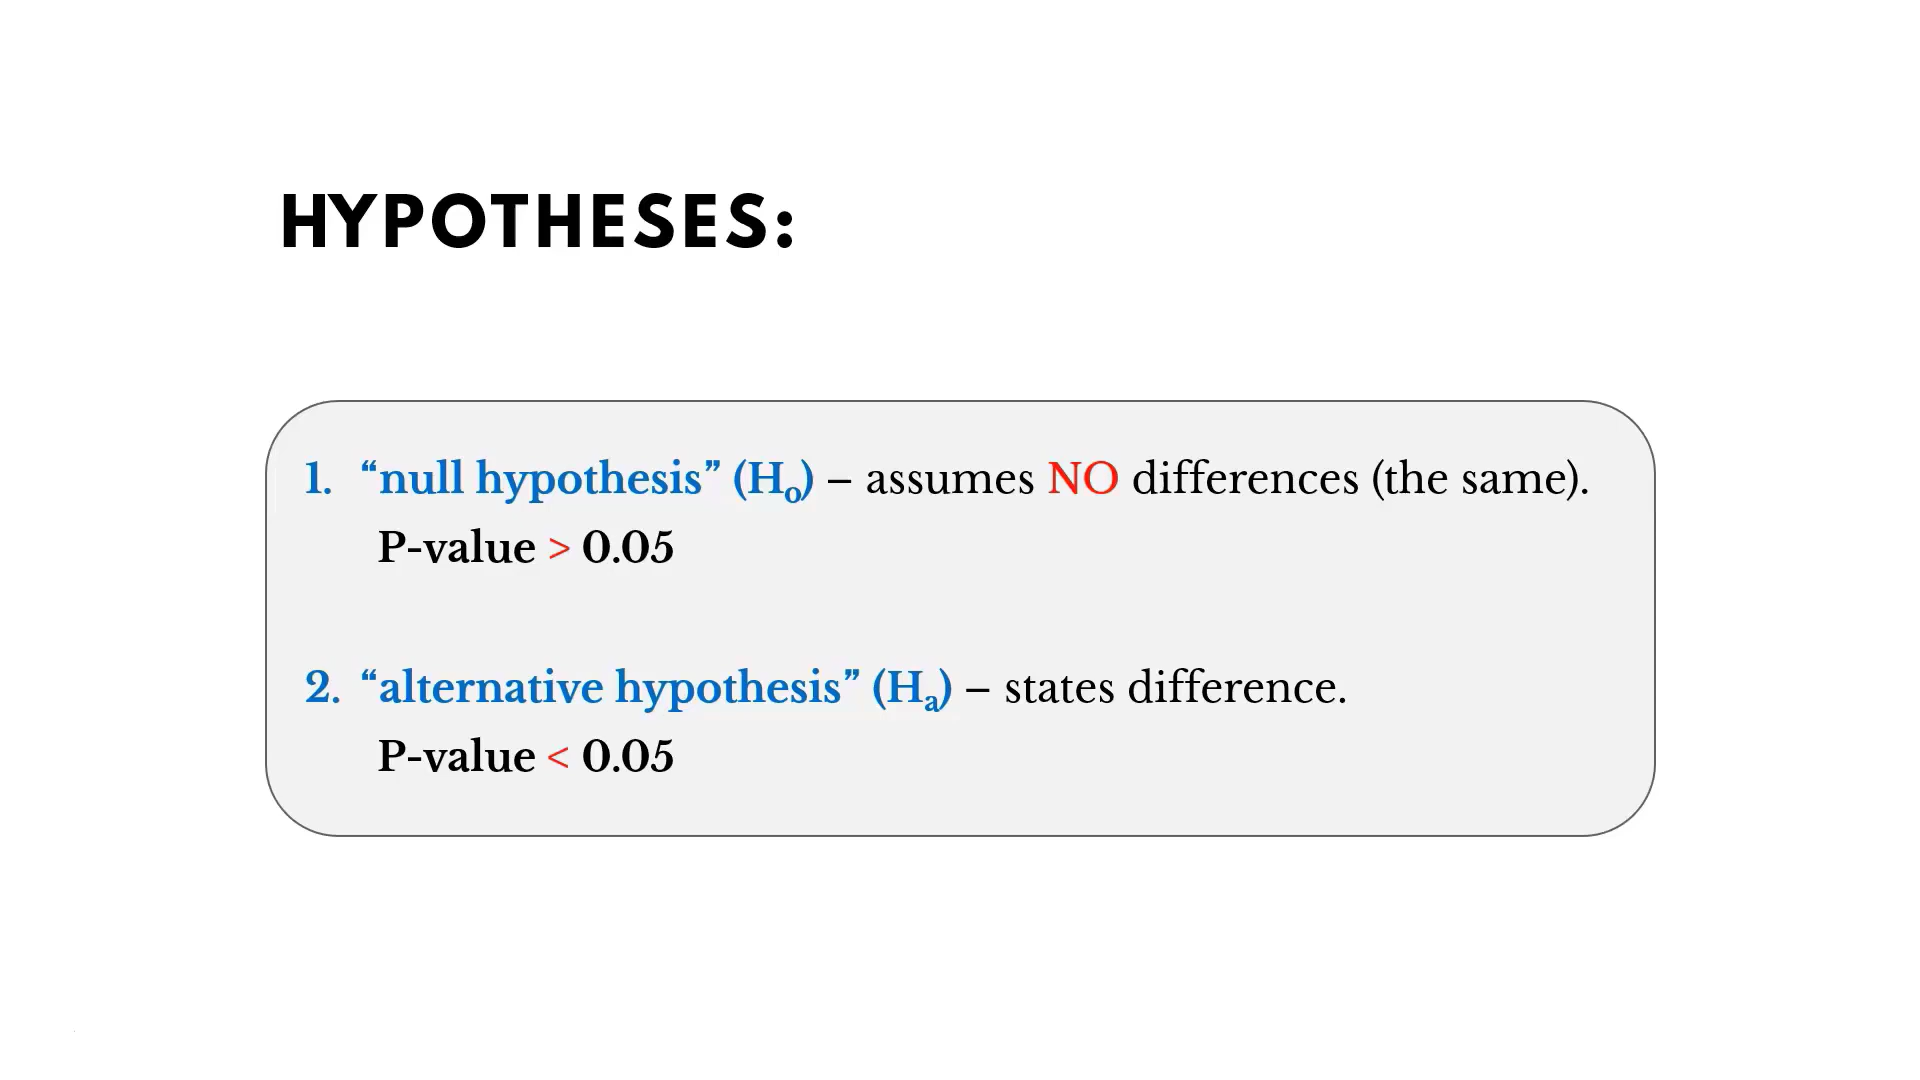 HYPOTHESES:
1. “null hypothesis” (Ho) – assumes NO differences (the same).
P-value > 0.05
2. “alternative hypothesis” (Ha) – states difference.
P-value < 0.05